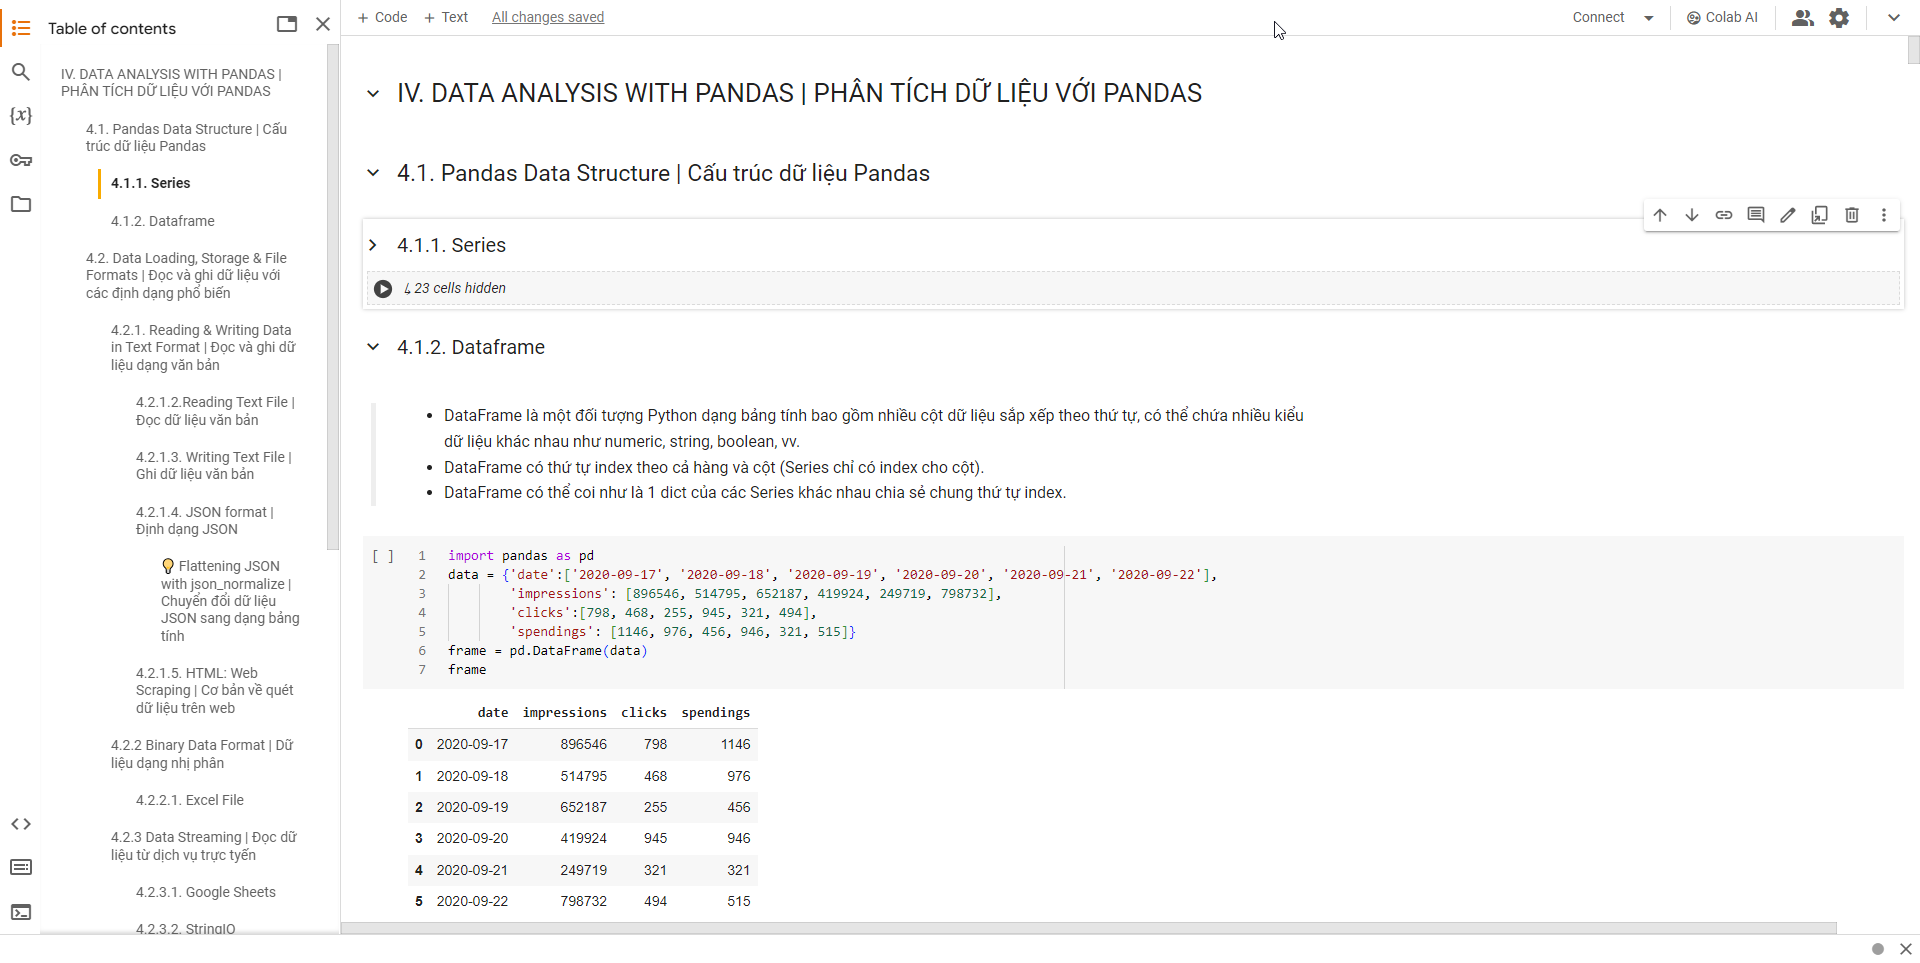 Table of contents
IV. DATA ANALYSIS WITH PANDAS |
PHÂN TÍCH DỮ LIỆU VỚI PANDAS
4.1. Pandas Data Structure | Cấu
trúc dữ liệu Pandas
4.1.1. Series
4.1.2. Dataframe
4.2. Data Loading, Storage & File
Formats | Đọc và ghi dữ liệu với
các định dạng phổ biến
4.2.1. Reading & Writing Data
in Text Format | Đọc và ghi dữ
liệu dạng văn bản
4.2.1.2.Reading Text File |
Đọc dữ liệu văn bản
4.2.1.3. Writing Text File |
Ghi dữ liệu văn bản
4.2.1.4. JSON format |
Định dạng JSON
Flattening JSON
with json_normalize |
Chuyển đổi dữ liệu
JSON sang dạng bảng
tính
4.2.1.5. HTML: Web
Scraping | Cơ bản về quét
dữ liệu trên web
4.2.2 Binary Data Format | Dữ
liệu dạng nhị phân
4.2.2.1. Excel File
4.2.3 Data Streaming | Đọc dữ
liệu từ dịch vụ trực tyến
4.2.3.1. Google Sheets
4.2.3.2. StringIO
+ Code + Text All changes saved
Connect Colab AI
IV. DATA ANALYSIS WITH PANDAS | PHÂN TÍCH DỮ LIỆU VỚI PANDAS
4.1. Pandas Data Structure | Cấu trúc dữ liệu Pandas
4.1.1. Series
↳ 23 cells hidden
4.1.2. Dataframe
• DataFrame là một đối tượng Python dạng bảng tính bao gồm nhiều cột dữ liệu sắp xếp theo thứ tự, có thể chứa nhiều kiểu
dữ liệu khác nhau như numeric, string, boolean, vv.
• DataFrame có thứ tự index theo cả hàng và cột (Series chỉ có index cho cột).
• DataFrame có thể coi như là 1 dict của các Series khác nhau chia sẻ chung thứ tự index.
[ ] 1 import pandas as pd
2 data = {'date':['2020-09-17', '2020-09-18', '2020-09-19', '2020-09-20', '2020-09-21', '2020-09-22'],
3 'impressions': [896546, 514795, 652187, 419924, 249719, 798732],
4 'clicks':[798, 468, 255, 945, 321, 494],
5 'spendings': [1146, 976, 456, 946, 321, 515]}
6 frame = pd.DataFrame(data)
7 frame
date impressions clicks spendings
0 2020-09-17 896546 798 1146
1 2020-09-18 514795 468 976
2 2020-09-19 652187 255 456
3 2020-09-20 419924 945 946
4 2020-09-21 249719 321 321
5 2020-09-22 798732 494 515